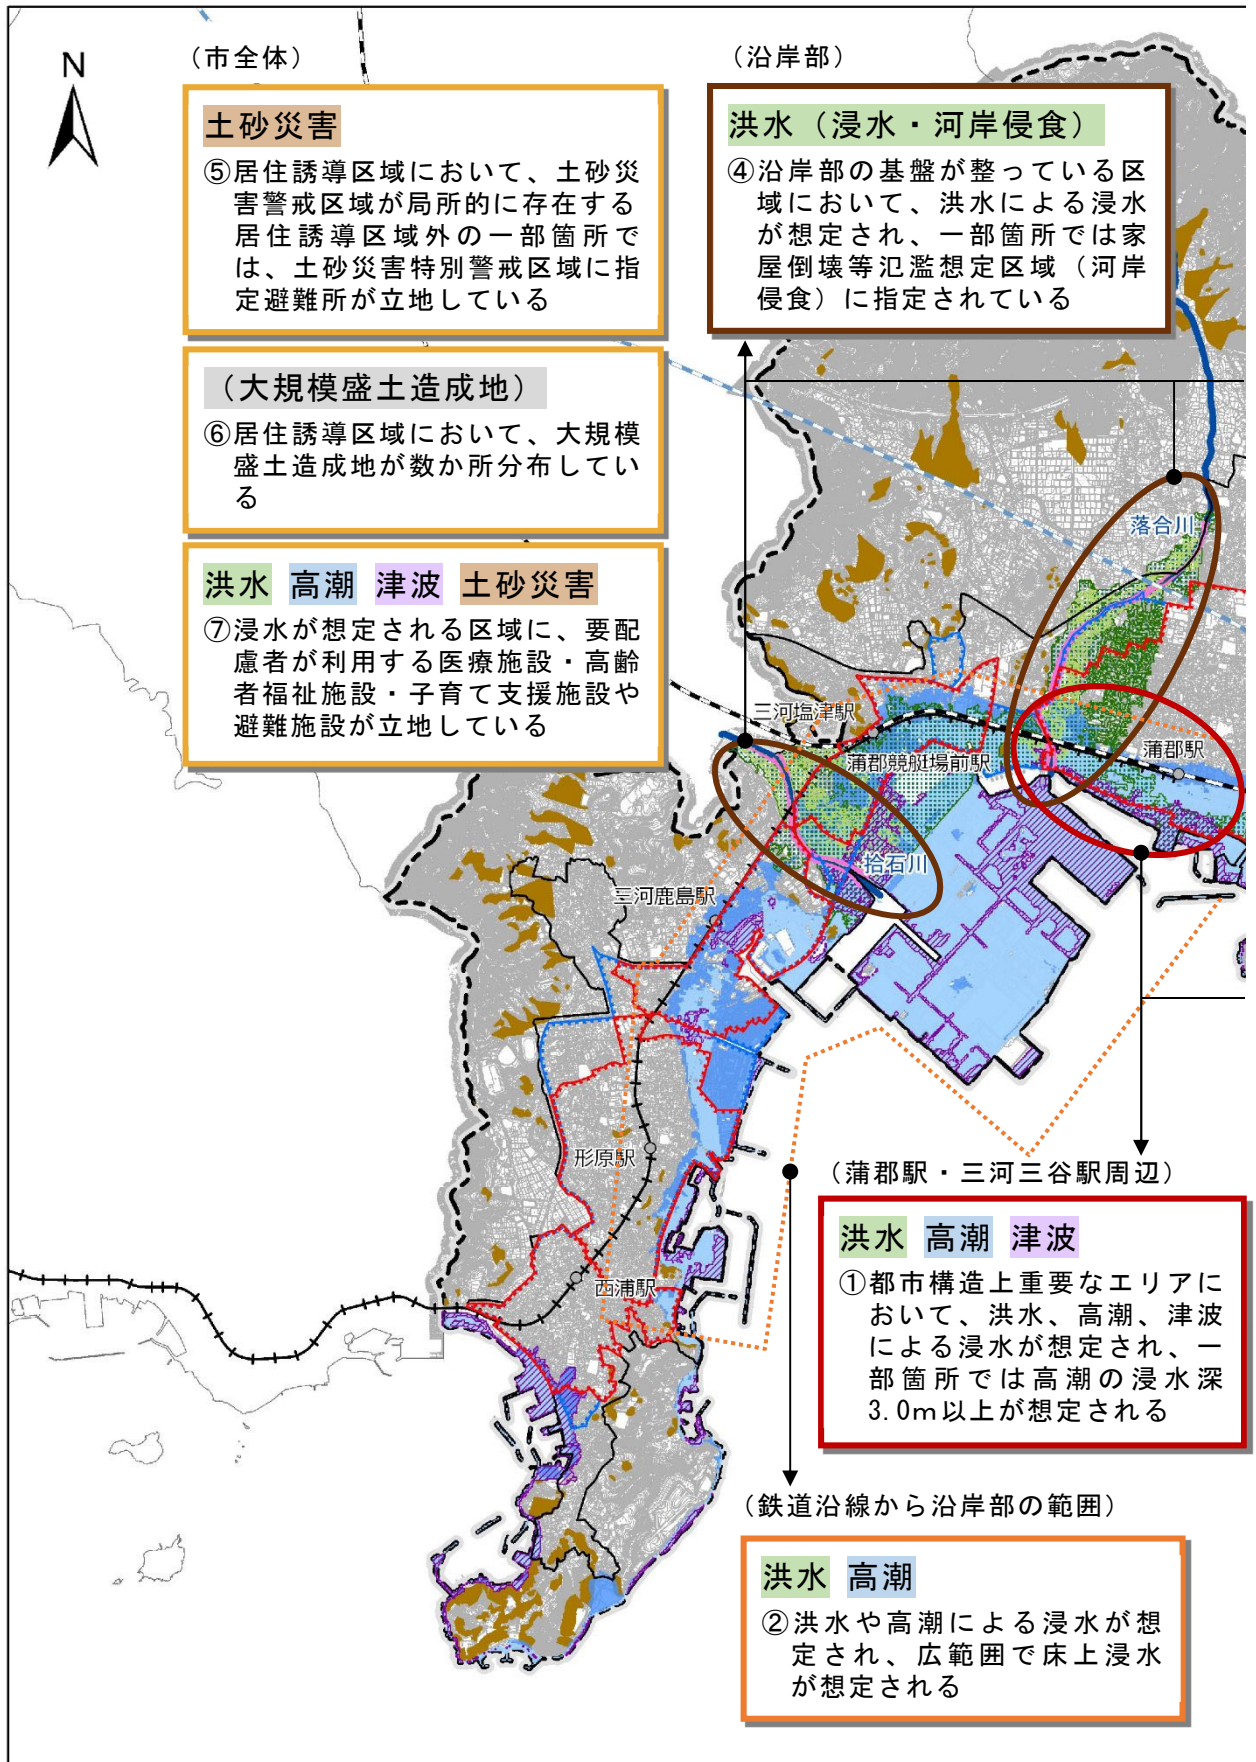 N
（市全体）
土砂災害
⑤居住誘導区域において、土砂災
害警戒区域が局所的に存在する
居住誘導区域外の一部箇所で
は、土砂災害特別警戒区域に指
定避難所が立地している
（大規模盛土造成地）
⑥居住誘導区域において、大規模
盛土造成地が数か所分布してい
る
洪水 高潮 津波 土砂災害
⑦浸水が想定される区域に、要配
慮者が利用する医療施設・高齢
者福祉施設・子育て支援施設や
避難施設が立地している
（沿岸部）
洪水（浸水・河岸侵食）
④沿岸部の基盤が整っている区
域において、洪水による浸水
が想定され、一部箇所では家
屋倒壊等氾濫想定区域（河岸
侵食）に指定されている
落合川
三河塩津駅
蒲郡競艇場前駅
蒲郡駅
拾石川
三河鹿島駅
形原駅
西浦駅
（蒲郡駅・三河三谷駅周辺）
洪水 高潮 津波
①都市構造上重要なエリアに
おいて、洪水、高潮、津波
による浸水が想定され、一
部箇所では高潮の浸水深
3.0m以上が想定される
（鉄道沿線から沿岸部の範囲）
洪水 高潮
②洪水や高潮による浸水が想
定され、広範囲で床上浸水
が想定される